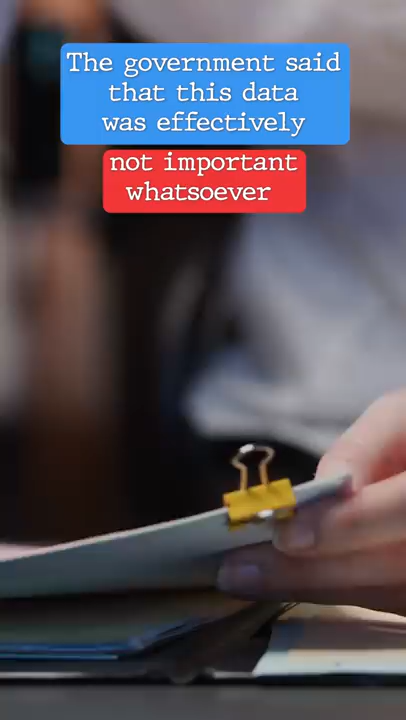 The government said
that this data
was effectively
not important
whatsoever